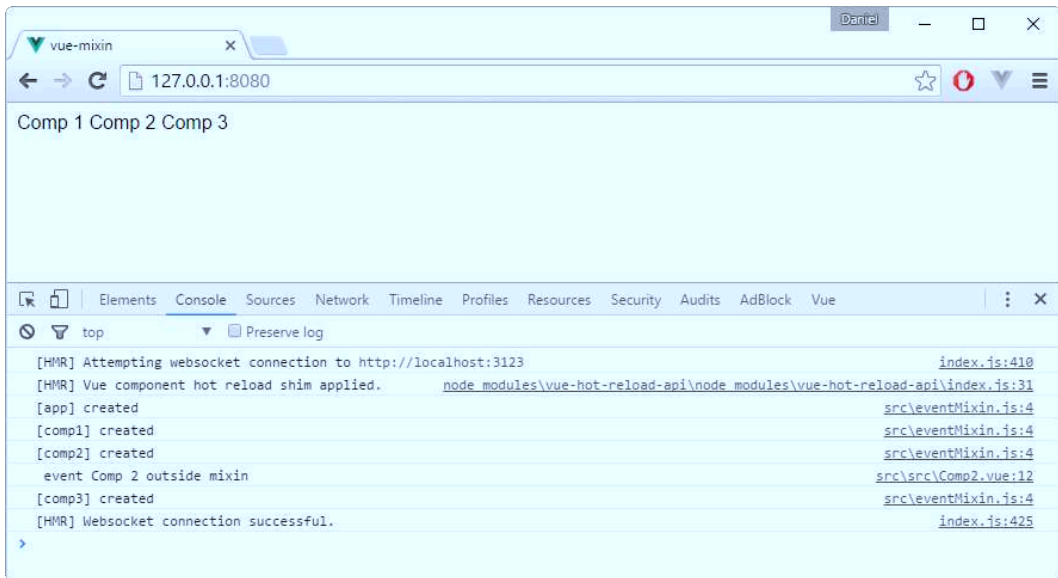 Daniel
vue-mixin
127.0.0.1:8080
Comp 1 Comp 2 Comp 3
Elements Console Sources Network Timeline Profiles Resources Security Audits AdBlock Vue
top Preserve log
[HMR] Attempting websocket connection to http://localhost:3123 index.js:410
[HMR] Vue component hot reload shim applied. node_modules\vue-hot-reload-api\node_modules\vue-hot-reload-api\index.js:31
[app] created src\eventMixin.js:4
[comp1] created src\eventMixin.js:4
[comp2] created src\eventMixin.js:4
event Comp 2 outside mixin src\src\Comp2.vue:12
[comp3] created src\eventMixin.js:4
[HMR] Websocket connection successful. index.js:425